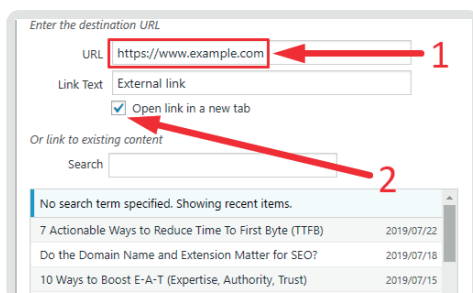 Enter the destination URL
URL https://www.example.com 1
Link Text External link
Open link in a new tab
Or link to existing content
Search
2
No search term specified. Showing recent items.
7 Actionable Ways to Reduce Time To First Byte (TTFB) 2019/07/22
Do the Domain Name and Extension Matter for SEO? 2019/07/18
10 Ways to Boost E-A-T (Expertise, Authority, Trust) 2019/07/15